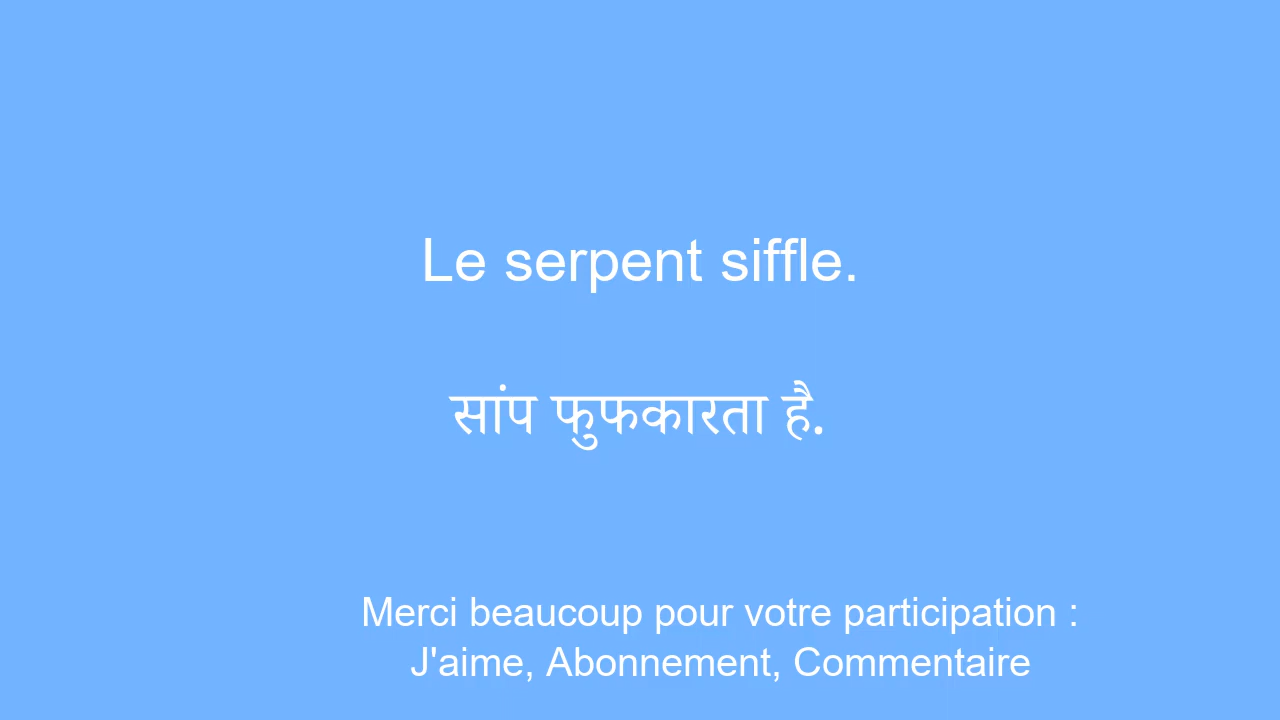 Le serpent siffle.
सांप फुफकारता है.
Merci beaucoup pour votre participation :
J'aime, Abonnement, Commentaire